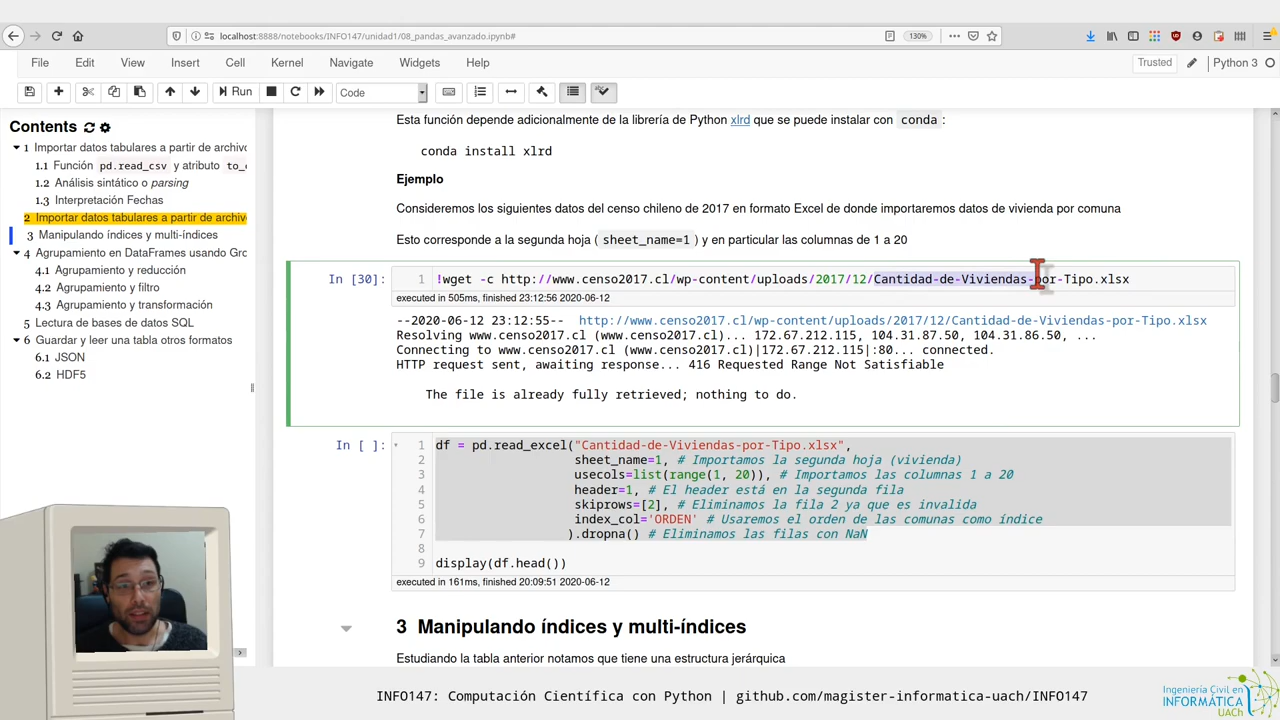 localhost:8888/notebooks/INFO147/unidad1/08_pandas_avanzado.ipynb#
130%
File Edit View Insert Cell Kernel Navigate Widgets Help
Trusted
Python 3
Run
Code
Contents
1 Importar datos tabulares a partir de archivo
1.1 Función pd.read_csv y atributo to_
1.2 Análisis sintático o parsing
1.3 Interpretación Fechas
2 Importar datos tabulares a partir de archivo
3 Manipulando índices y multi-índices
4 Agrupamiento en DataFrames usando Gro
4.1 Agrupamiento y reducción
4.2 Agrupamiento y filtro
4.3 Agrupamiento y transformación
5 Lectura de bases de datos SQL
6 Guardar y leer una tabla otros formatos
6.1 JSON
6.2 HDF5
Esta función depende adicionalmente de la librería de Python xlrd que se puede instalar con conda :
conda install xlrd
Ejemplo
Consideremos los siguientes datos del censo chileno de 2017 en formato Excel de donde importaremos datos de vivienda por comuna
Esto corresponde a la segunda hoja ( sheet_name=1 ) y en particular las columnas de 1 a 20
In [30]: 1 !wget -c http://www.censo2017.cl/wp-content/uploads/2017/12/Cantidad-de-Viviendas-por-Tipo.xlsx
executed in 505ms, finished 23:12:56 2020-06-12
--2020-06-12 23:12:55-- http://www.censo2017.cl/wp-content/uploads/2017/12/Cantidad-de-Viviendas-por-Tipo.xlsx
Resolving www.censo2017.cl (www.censo2017.cl)... 172.67.212.115, 104.31.87.50, 104.31.86.50, ...
Connecting to www.censo2017.cl (www.censo2017.cl)|172.67.212.115|:80... connected.
HTTP request sent, awaiting response... 416 Requested Range Not Satisfiable
The file is already fully retrieved; nothing to do.
In [ ]: 1 df = pd.read_excel("Cantidad-de-Viviendas-por-Tipo.xlsx",
2 sheet_name=1, # Importamos la segunda hoja (vivienda)
3 usecols=list(range(1, 20)), # Importamos las columnas 1 a 20
4 header=1, # El header está en la segunda fila
5 skiprows=[2], # Eliminamos la fila 2 ya que es invalida
6 index_col='ORDEN' # Usaremos el orden de las comunas como índice
7 ).dropna() # Eliminamos las filas con NaN
8
9 display(df.head())
executed in 161ms, finished 20:09:51 2020-06-12
3 Manipulando índices y multi-índices
Estudiando la tabla anterior notamos que tiene una estructura jerárquica
INFO147: Computación Científica con Python | github.com/magister-informatica-uach/INFO147
Ingeniería Civil en
INFORMÁTICA
UACh